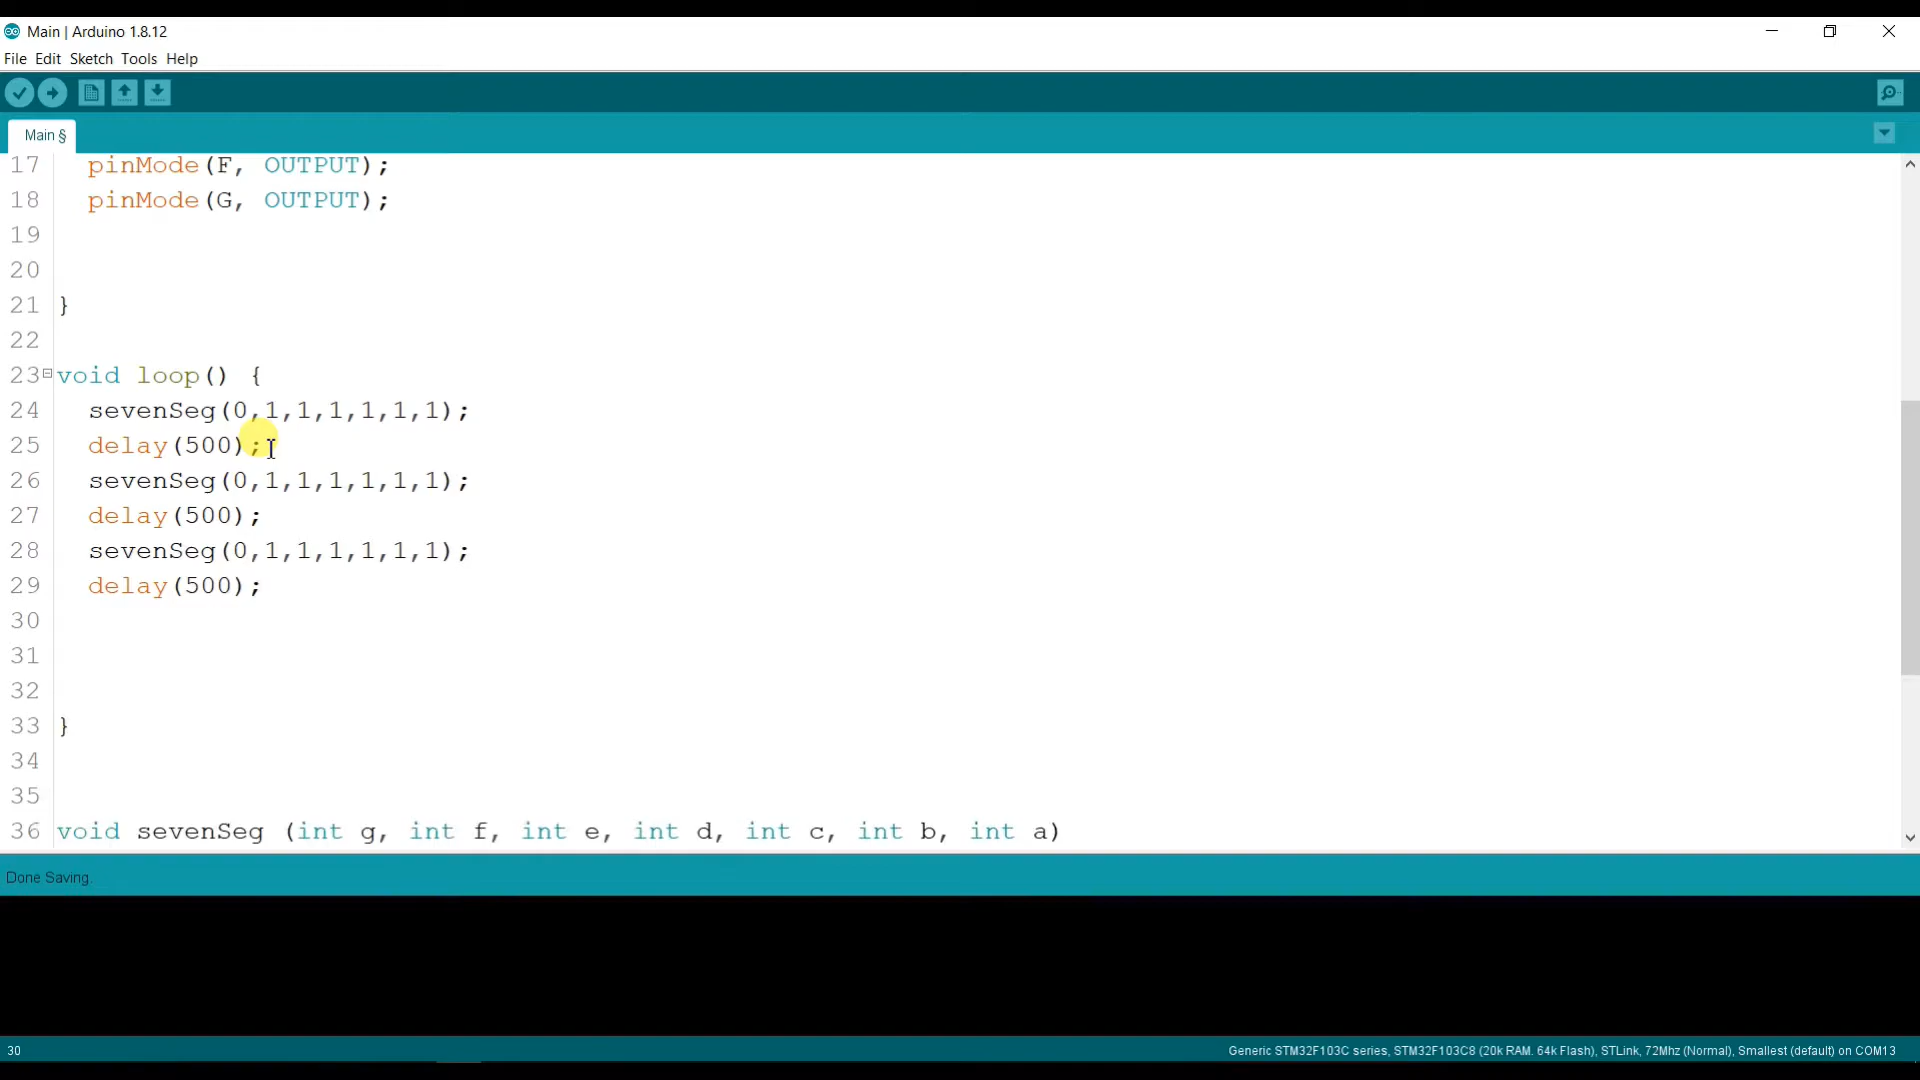 Main | Arduino 1.8.12
File Edit Sketch Tools Help
Main §
17 pinMode(F, OUTPUT);
18 pinMode(G, OUTPUT);
19
20
21 }
22
23 void loop() {
24 sevenSeg(0,1,1,1,1,1,1);
25 delay(500);
26 sevenSeg(0,1,1,1,1,1,1);
27 delay(500);
28 sevenSeg(0,1,1,1,1,1,1);
29 delay(500);
30
31
32
33 }
34
35
36 void sevenSeg (int g, int f, int e, int d, int c, int b, int a)
Done Saving.
30 Generic STM32F103C series, STM32F103C8 (20k RAM. 64k Flash), STLink, 72Mhz (Normal), Smallest (default) on COM13